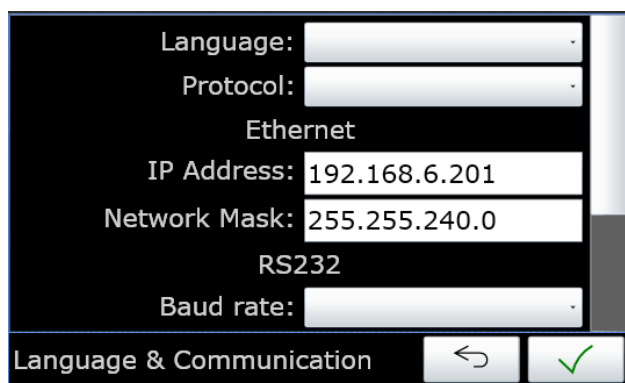 Language:
Protocol:
Ethernet
IP Address: 192.168.6.201
Network Mask: 255.255.240.0
RS232
Baud rate:
Language & Communication